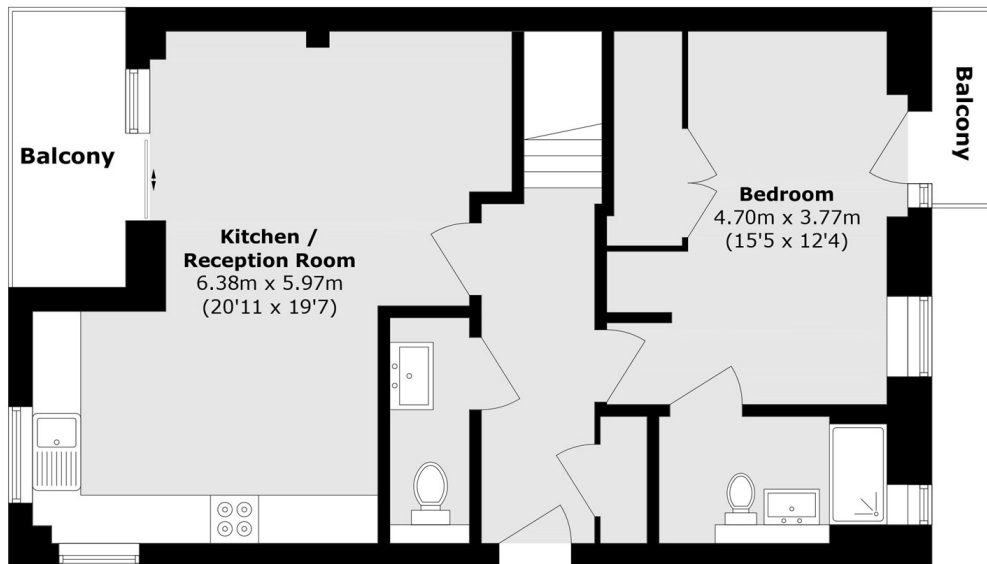 Balcony
Kitchen /
Reception Room
6.38m x 5.97m
(20'11 x 19'7)
Bedroom
4.70m x 3.77m
(15'5 x 12'4)
Balcony